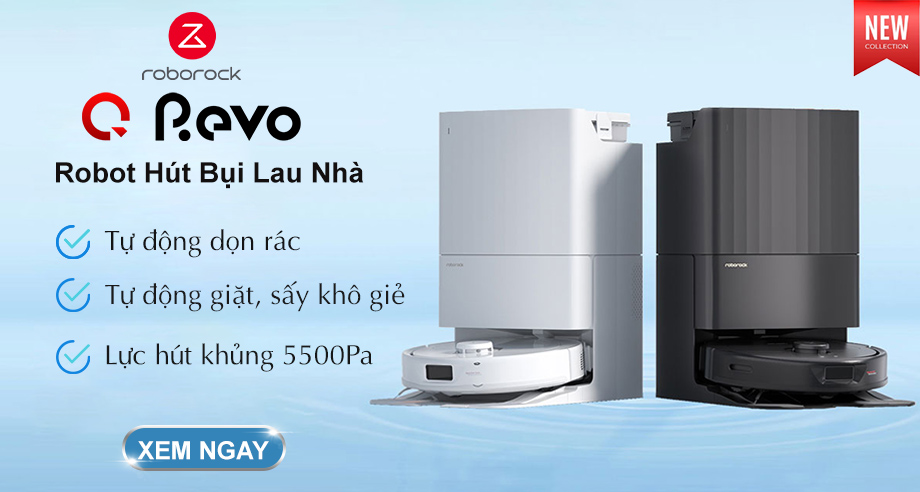 NEW
COLLECTION
roborock
Q Revo
Robot Hút Bụi Lau Nhà
Tự động dọn rác
Tự động giặt, sấy khô giẻ
Lực hút khủng 5500Pa
XEM NGAY
roborock
roborock